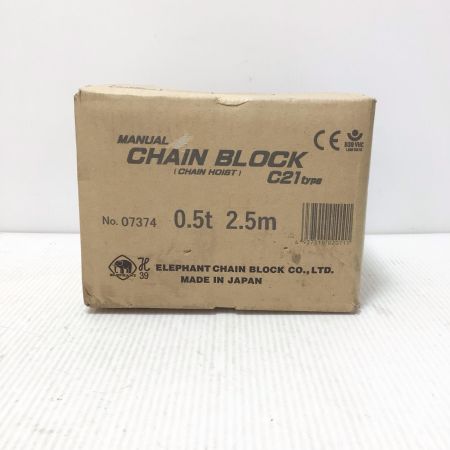 MANUAL
CHAIN BLOCK
(CHAIN HOIST)
C21 type
CE
No. 07374 0.5t 2.5m
H
39
ELEPHANT CHAIN BLOCK CO., LTD.
MADE IN JAPAN